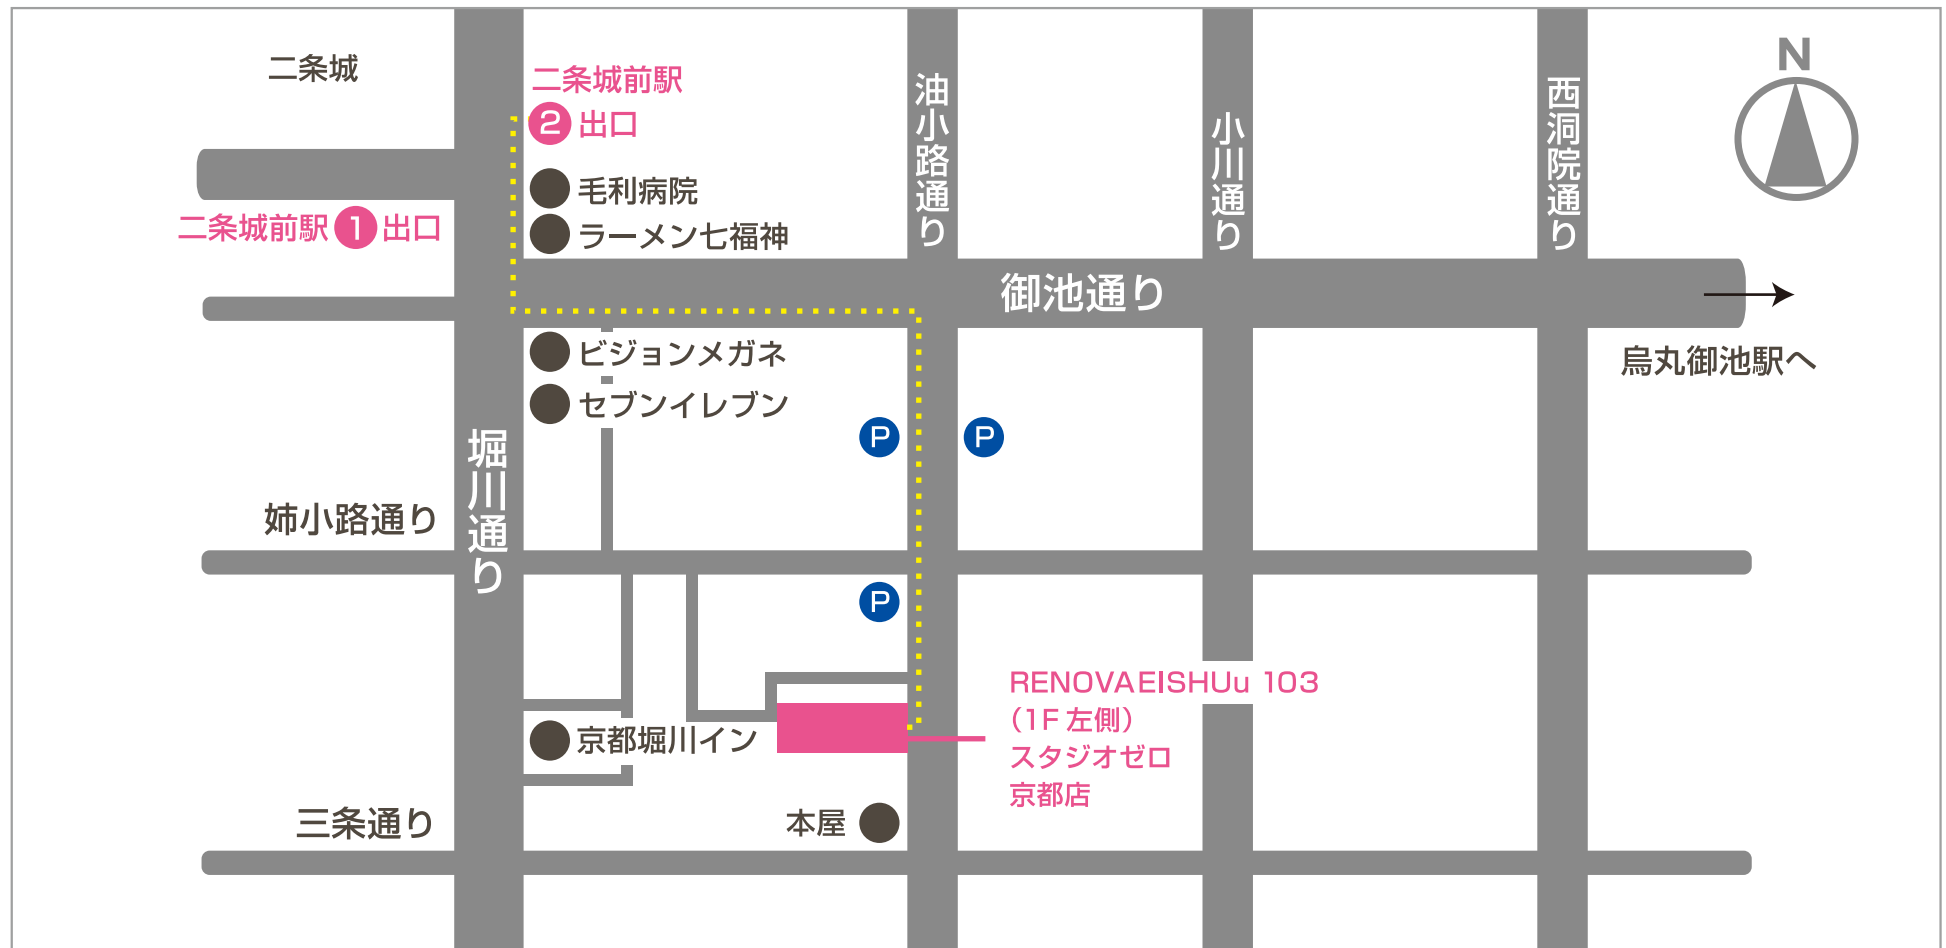 二条城
二条城前駅
2 出口
毛利病院
ラーメン七福神
二条城前駅 1 出口
油小路通り
小川通り
西洞院通り
N
御池通り
烏丸御池駅へ
ビジョンメガネ
セブンイレブン
P
P
堀川通り
姉小路通り
P
RENOVAEISHUu 103
（1F 左側）
スタジオゼロ
京都店
京都堀川イン
本屋
三条通り